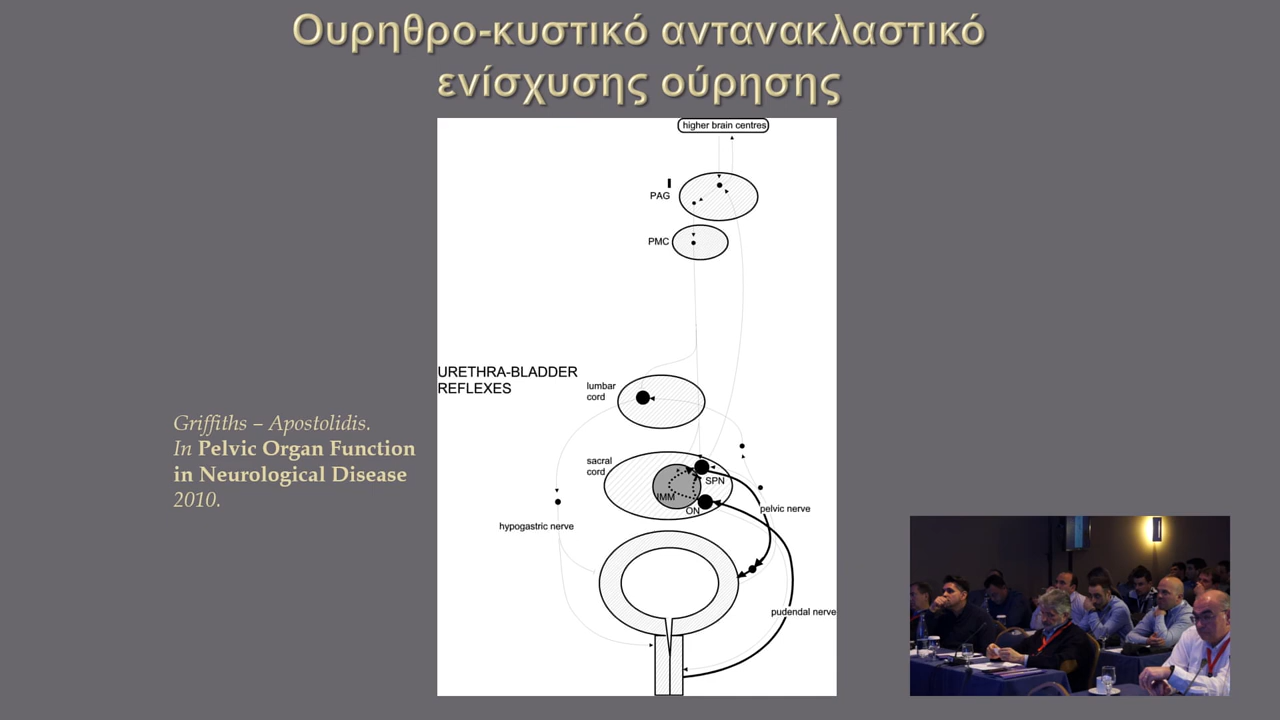 Ουρηθρο-κυστικό αντανακλαστικό
ενίσχυσης ούρησης
higher brain centres
PAG
PMC
URETHRA-BLADDER
REFLEXES
lumbar
cord
Griffiths – Apostolidis.
In Pelvic Organ Function
in Neurological Disease
2010.
sacral
cord
SPN
IMM
ON
pelvic nerve
hypogastric nerve
pudendal nerve